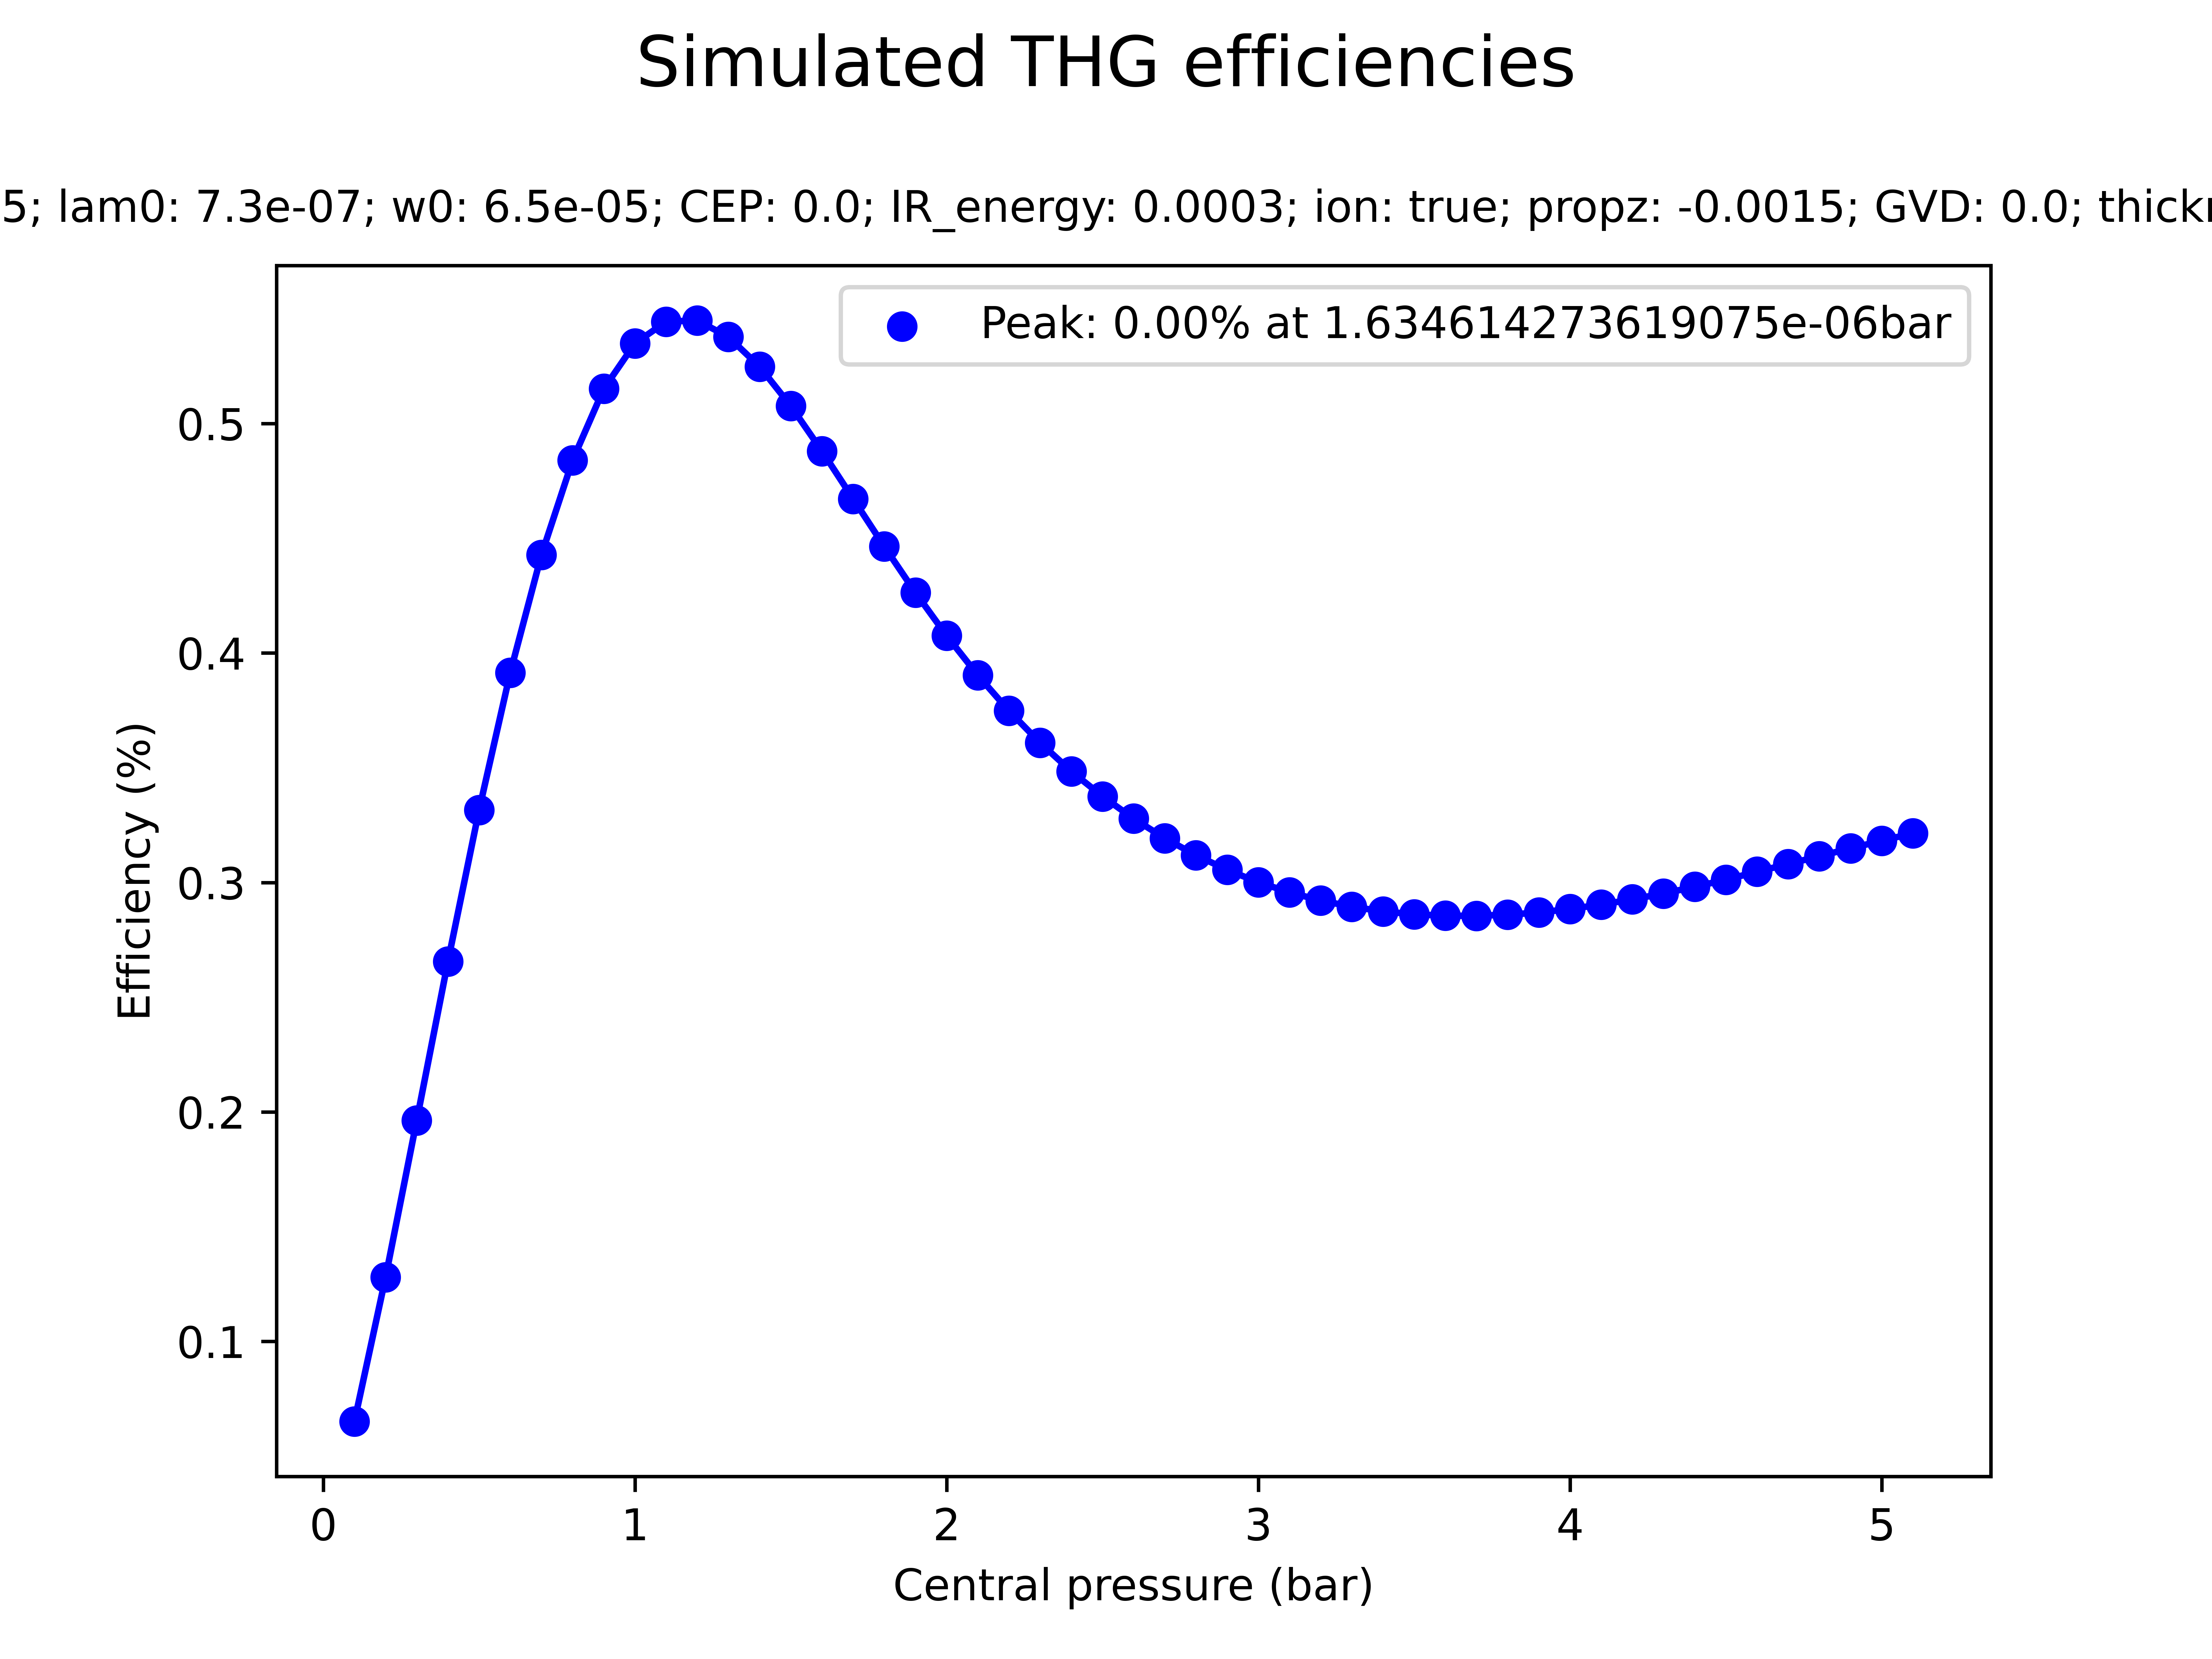 Simulated THG efficiencies
5; lam0: 7.3e-07; w0: 6.5e-05; CEP: 0.0; IR_energy: 0.0003; ion: true; propz: -0.0015; GVD: 0.0;
Peak: 0.00% at 1.634614273619075e-06bar
Efficiency (%)
0.5
0.4
0.3
0.2
0.1
0 1 2 3 4 5
Central pressure (bar)